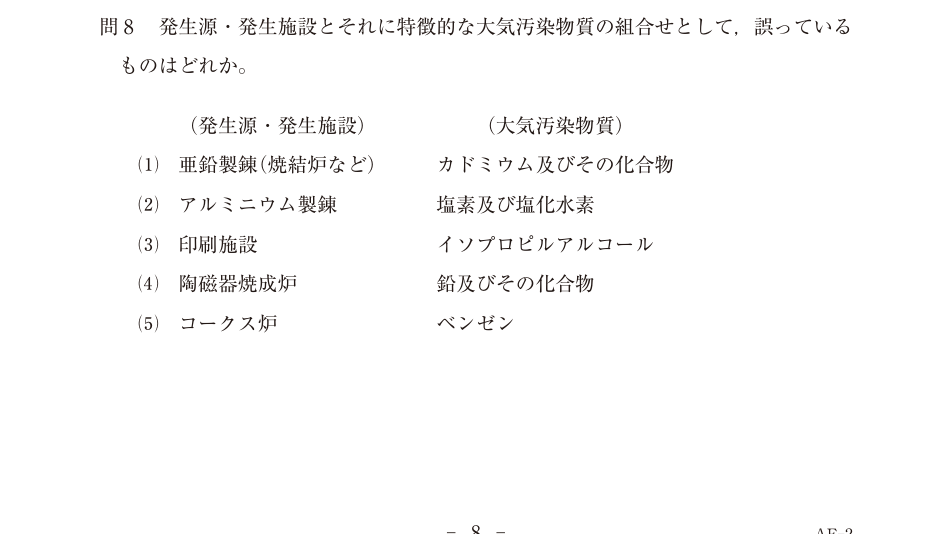 問8 発生源・発生施設とそれに特徴的な大気汚染物質の組合せとして，誤っている
ものはどれか。
（発生源・発生施設） （大気汚染物質）
(1) 亜鉛製錬(焼結炉など) カドミウム及びその化合物
(2) アルミニウム製錬 塩素及び塩化水素
(3) 印刷施設 イソプロピルアルコール
(4) 陶磁器焼成炉 鉛及びその化合物
(5) コークス炉 ベンゼン
− 8 −